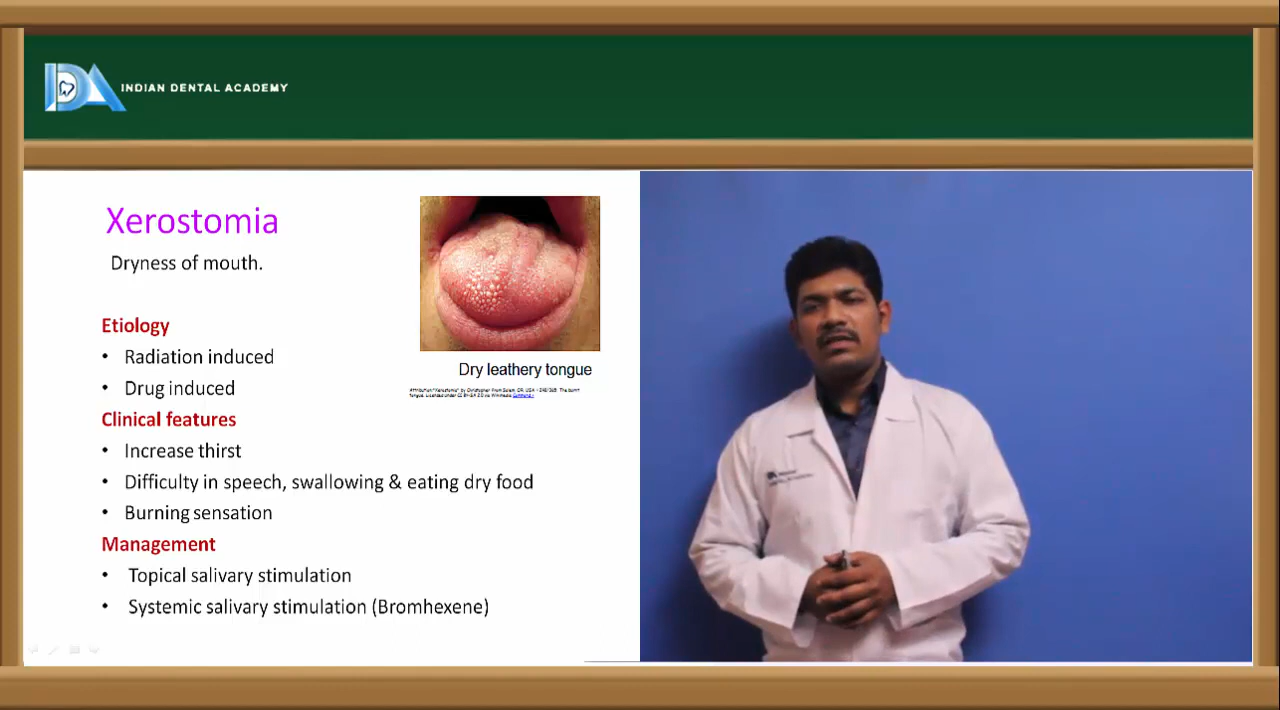 INDIAN DENTAL ACADEMY
Xerostomia
Dryness of mouth.
Etiology
• Radiation induced
• Drug induced
Clinical features
• Increase thirst
• Difficulty in speech, swallowing & eating dry food
• Burning sensation
Management
• Topical salivary stimulation
• Systemic salivary stimulation (Bromhexene)
Dry leathery tongue